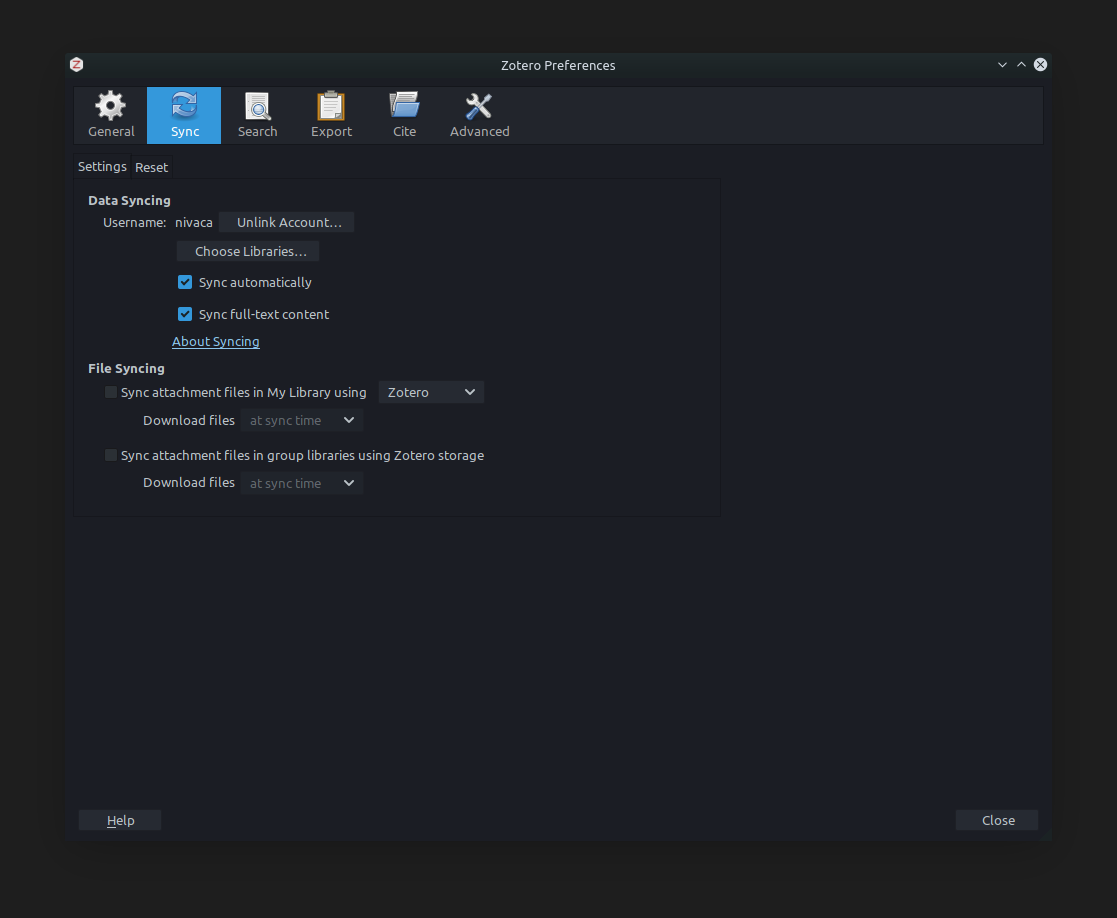 Zotero Preferences
General Sync Search Export Cite Advanced
Settings Reset
Data Syncing
Username: nivaca Unlink Account...
Choose Libraries...
Sync automatically
Sync full-text content
About Syncing
File Syncing
Sync attachment files in My Library using Zotero
Download files at sync time
Sync attachment files in group libraries using Zotero storage
Download files at sync time
Help Close